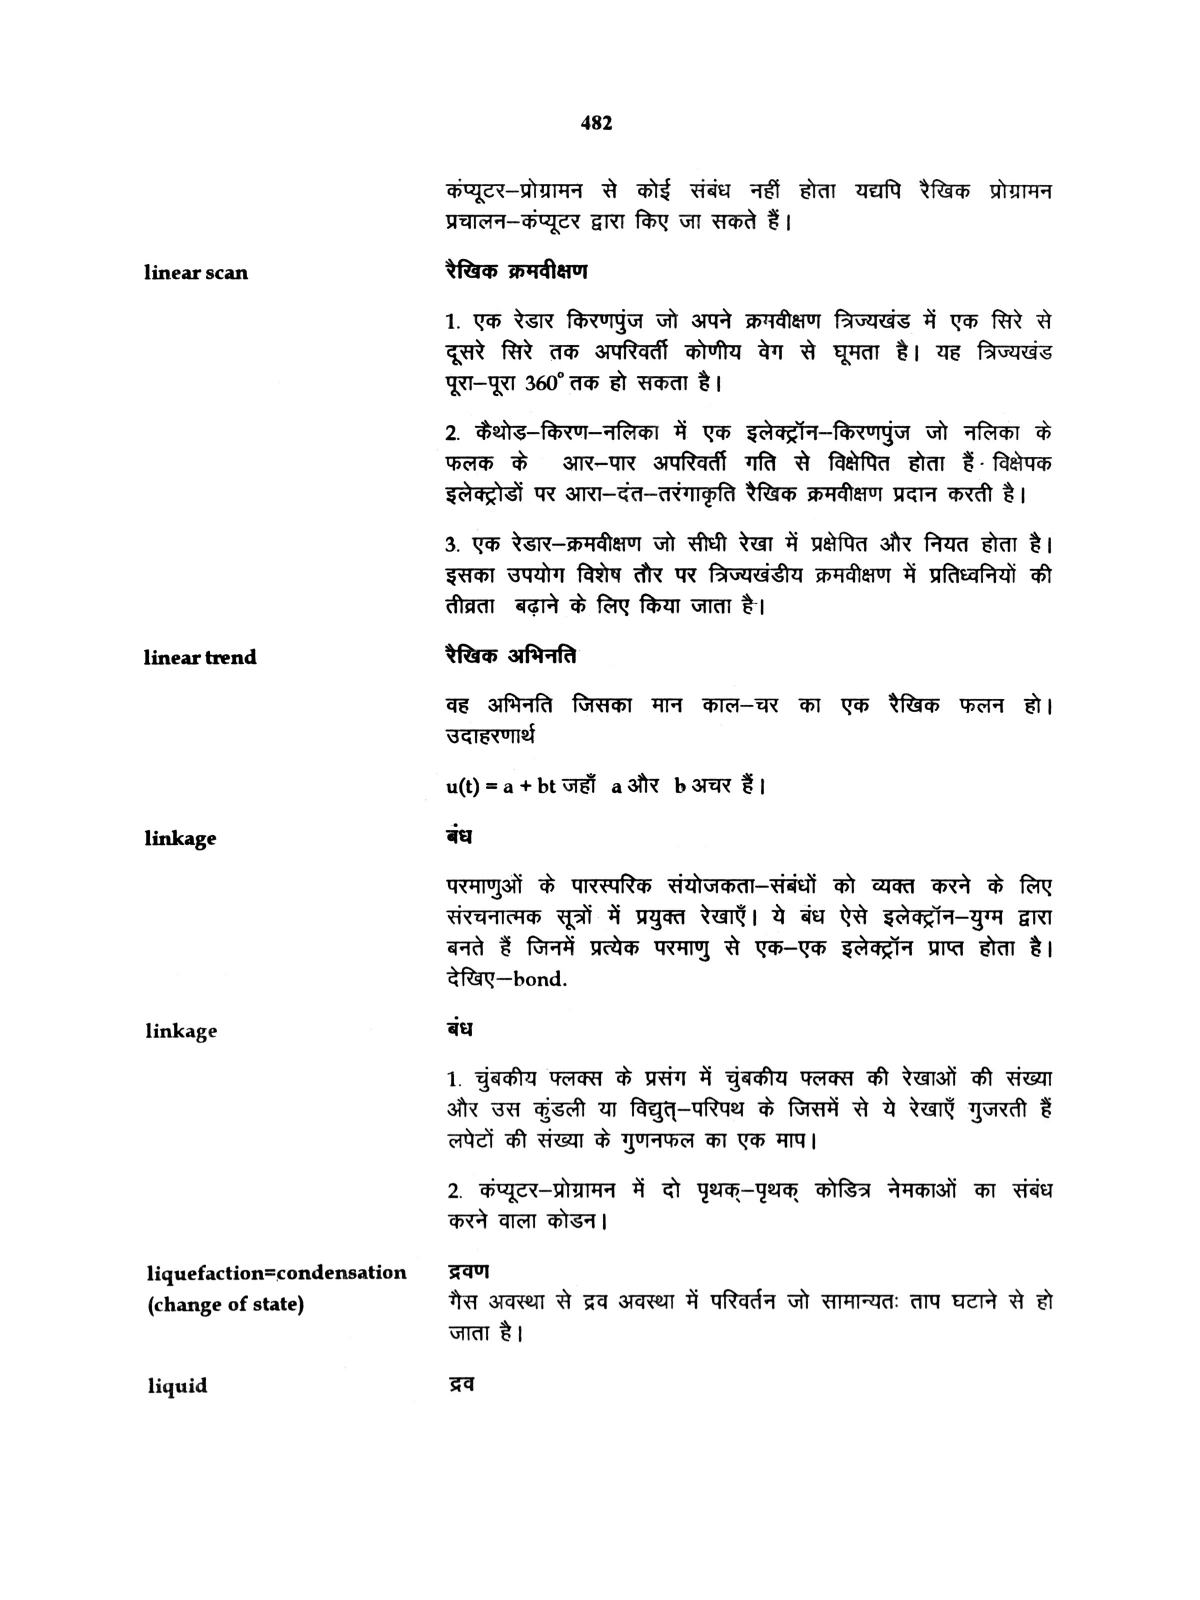 482
कंप्यूटर–प्रोग्रामन से कोई संबंध नहीं होता यद्यपि रैखिक प्रोग्रामन
प्रचालन–कंप्यूटर द्वारा किए जा सकते हैं।
linear scan रैखिक क्रमवीक्षण
1. एक रेडार किरणपुंज जो अपने क्रमवीक्षण त्रिज्यखंड में एक सिरे से
दूसरे सिरे तक अपरिवर्ती कोणीय वेग से घूमता है। यह त्रिज्यखंड
पूरा–पूरा 360° तक हो सकता है।
2. कैथोड–किरण–नलिका में एक इलेक्ट्रॉन–किरणपुंज जो नलिका के
फलक के आर–पार अपरिवर्ती गति से विक्षेपित होता हैं · विक्षेपक
इलेक्ट्रोडों पर आरा–दंत–तरंगाकृति रैखिक क्रमवीक्षण प्रदान करती है।
3. एक रेडार–क्रमवीक्षण जो सीधी रेखा में प्रक्षेपित और नियत होता है।
इसका उपयोग विशेष तौर पर त्रिज्यखंडीय क्रमवीक्षण में प्रतिध्वनियों की
तीव्रता बढ़ाने के लिए किया जाता है।
linear trend रैखिक अभिनति
वह अभिनति जिसका मान काल–चर का एक रैखिक फलन हो।
उदाहरणार्थ
u(t) = a + bt जहाँ a और b अचर हैं।
linkage बंध
परमाणुओं के पारस्परिक संयोजकता–संबंधों को व्यक्त करने के लिए
संरचनात्मक सूत्रों में प्रयुक्त रेखाएँ। ये बंध ऐसे इलेक्ट्रॉन–युग्म द्वारा
बनते हैं जिनमें प्रत्येक परमाणु से एक–एक इलेक्ट्रॉन प्राप्त होता है।
देखिए–bond.
linkage बंध
1. चुंबकीय फ्लक्स के प्रसंग में चुंबकीय फ्लक्स की रेखाओं की संख्या
और उस कुंडली या विद्युत्–परिपथ के जिसमें से ये रेखाएँ गुजरती हैं
लपेटों की संख्या के गुणनफल का एक माप।
2. कंप्यूटर–प्रोग्रामन में दो पृथक्–पृथक् कोडित्र नेमकाओं का संबंध
करने वाला कोडन।
liquefaction=condensation द्रवण
(change of state) गैस अवस्था से द्रव अवस्था में परिवर्तन जो सामान्यतः ताप घटाने से हो
जाता है।
liquid द्रव